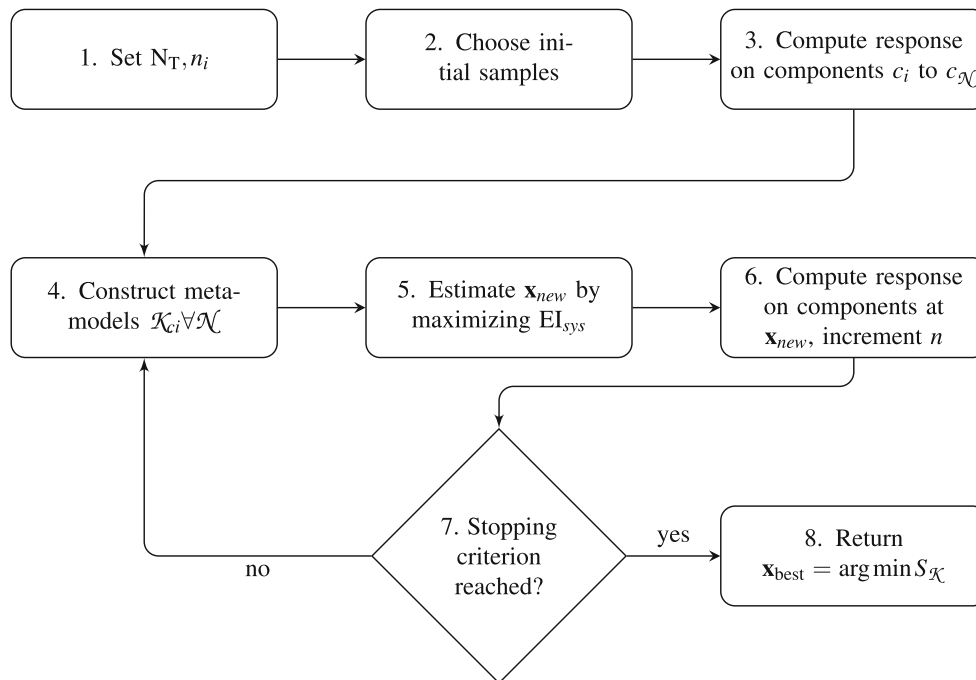 1. Set N_T, n_i
2. Choose ini-
tial samples
3. Compute response
on components c_i to c_𝒩
4. Construct meta-
models 𝒦_ci ∀𝒩
5. Estimate x_new by
maximizing EI_sys
6. Compute response
on components at
x_new, increment n
7. Stopping
criterion
reached?
no
yes
8. Return
x_best = arg min S_𝒦